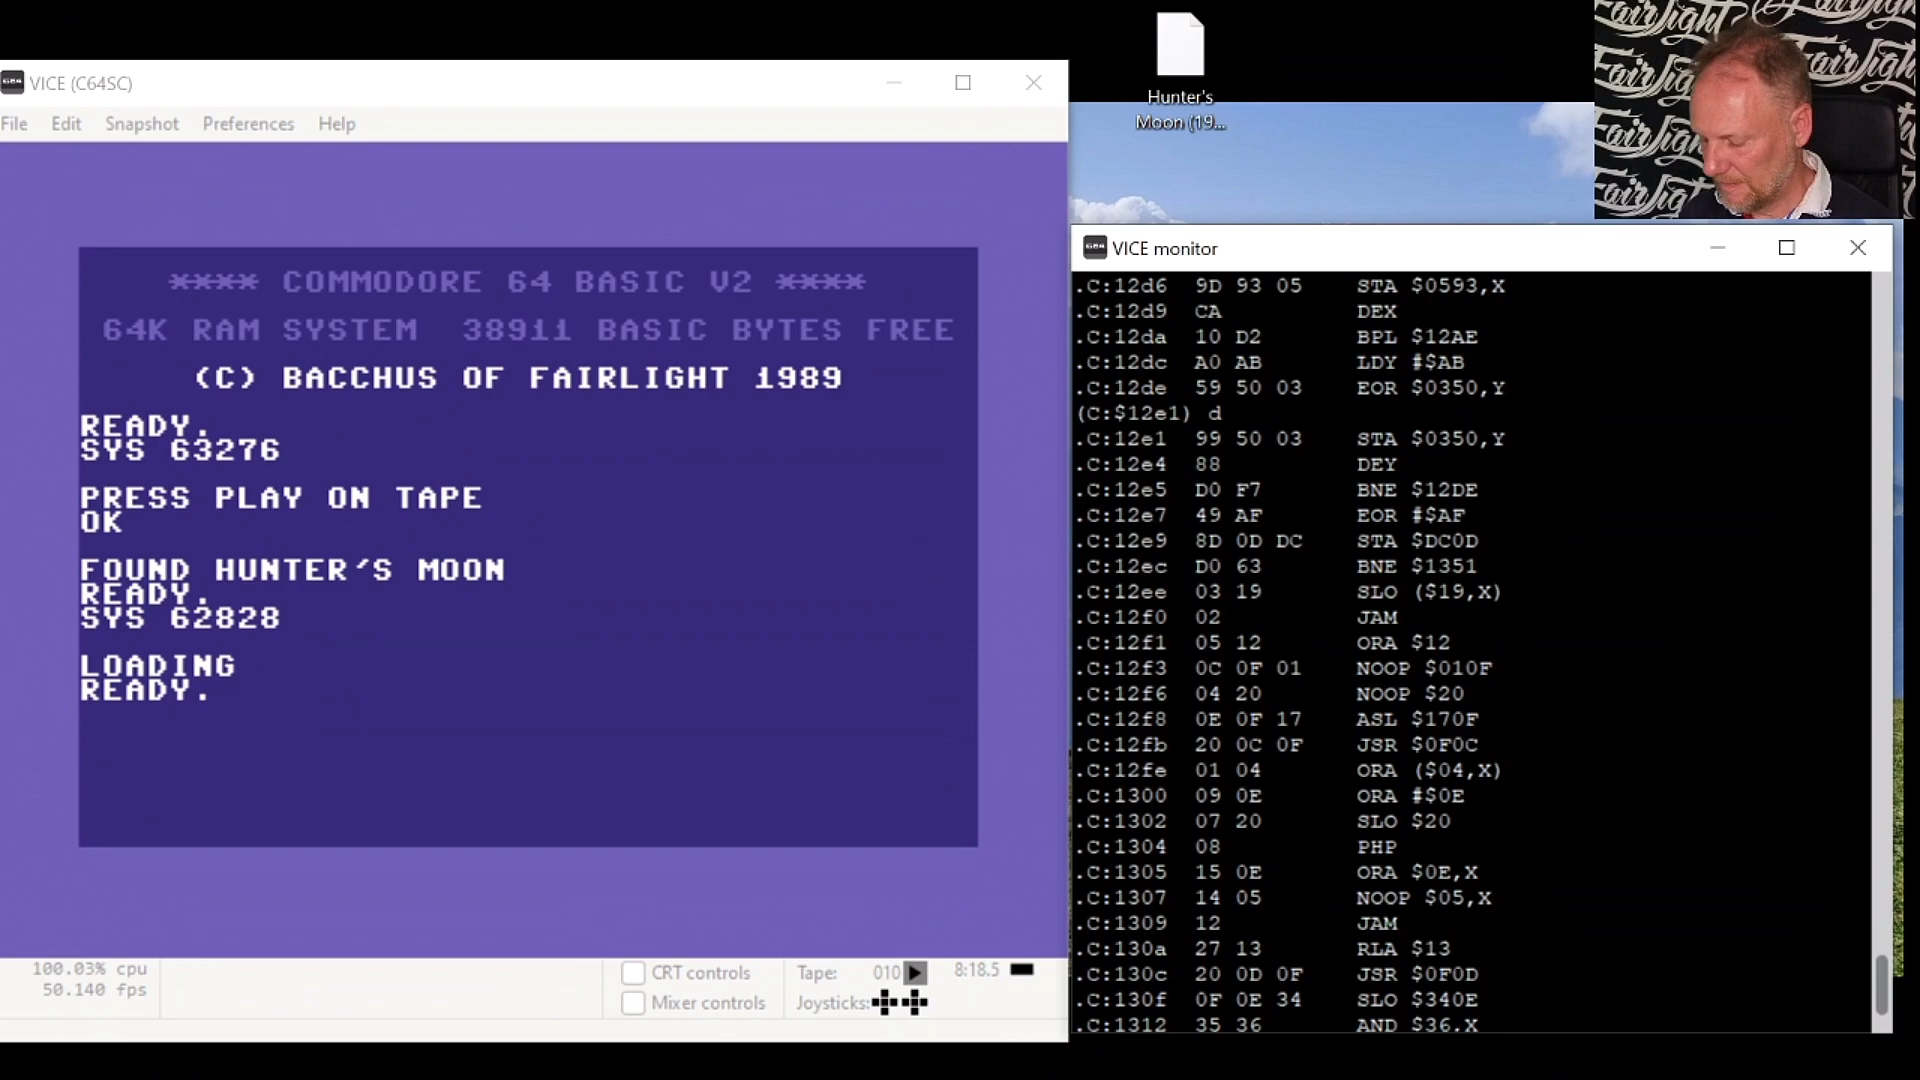 Hunter's
Moon (19...
Fairlight
VICE (C64SC)
File Edit Snapshot Preferences Help
**** COMMODORE 64 BASIC V2 ****
64K RAM SYSTEM 38911 BASIC BYTES FREE
(C) BACCHUS OF FAIRLIGHT 1989
READY.
SYS 63276
PRESS PLAY ON TAPE
OK
FOUND HUNTER'S MOON
READY.
SYS 62828
LOADING
READY.
100.03% cpu
50.140 fps
CRT controls
Mixer controls
Tape: 010 8:18.5
Joysticks:
VICE monitor
.C:12d6 9D 93 05 STA $0593,X
.C:12d9 CA DEX
.C:12da 10 D2 BPL $12AE
.C:12dc A0 AB LDY #$AB
.C:12de 59 50 03 EOR $0350,Y
(C:$12e1) d
.C:12e1 99 50 03 STA $0350,Y
.C:12e4 88 DEY
.C:12e5 D0 F7 BNE $12DE
.C:12e7 49 AF EOR #$AF
.C:12e9 8D 0D DC STA $DC0D
.C:12ec D0 63 BNE $1351
.C:12ee 03 19 SLO ($19,X)
.C:12f0 02 JAM
.C:12f1 05 12 ORA $12
.C:12f3 0C 0F 01 NOOP $010F
.C:12f6 04 20 NOOP $20
.C:12f8 0E 0F 17 ASL $170F
.C:12fb 20 0C 0F JSR $0F0C
.C:12fe 01 04 ORA ($04,X)
.C:1300 09 0E ORA #$0E
.C:1302 07 20 SLO $20
.C:1304 08 PHP
.C:1305 15 0E ORA $0E,X
.C:1307 14 05 NOOP $05,X
.C:1309 12 JAM
.C:130a 27 13 RLA $13
.C:130c 20 0D 0F JSR $0F0D
.C:130f 0F 0E 34 SLO $340E
.C:1312 35 36 AND $36,X